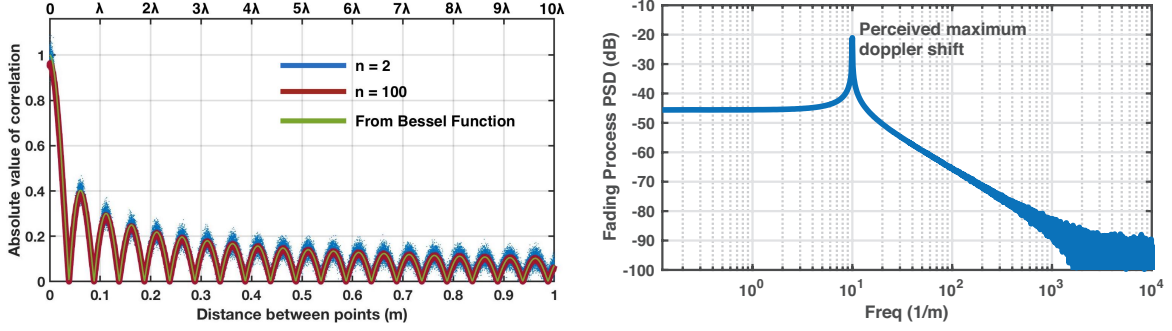 0 λ 2λ 3λ 4λ 5λ 6λ 7λ 8λ 9λ 10λ
1
0.8
0.6
0.4
0.2
0
Absolute value of correlation
n = 2
n = 100
From Bessel Function
0 0.1 0.2 0.3 0.4 0.5 0.6 0.7 0.8 0.9 1
Distance between points (m)
-10
-20
-30
-40
-50
-60
-70
-80
-90
-100
Fading Process PSD (dB)
Perceived maximum
doppler shift
10^0 10^1 10^2 10^3 10^4
Freq (1/m)